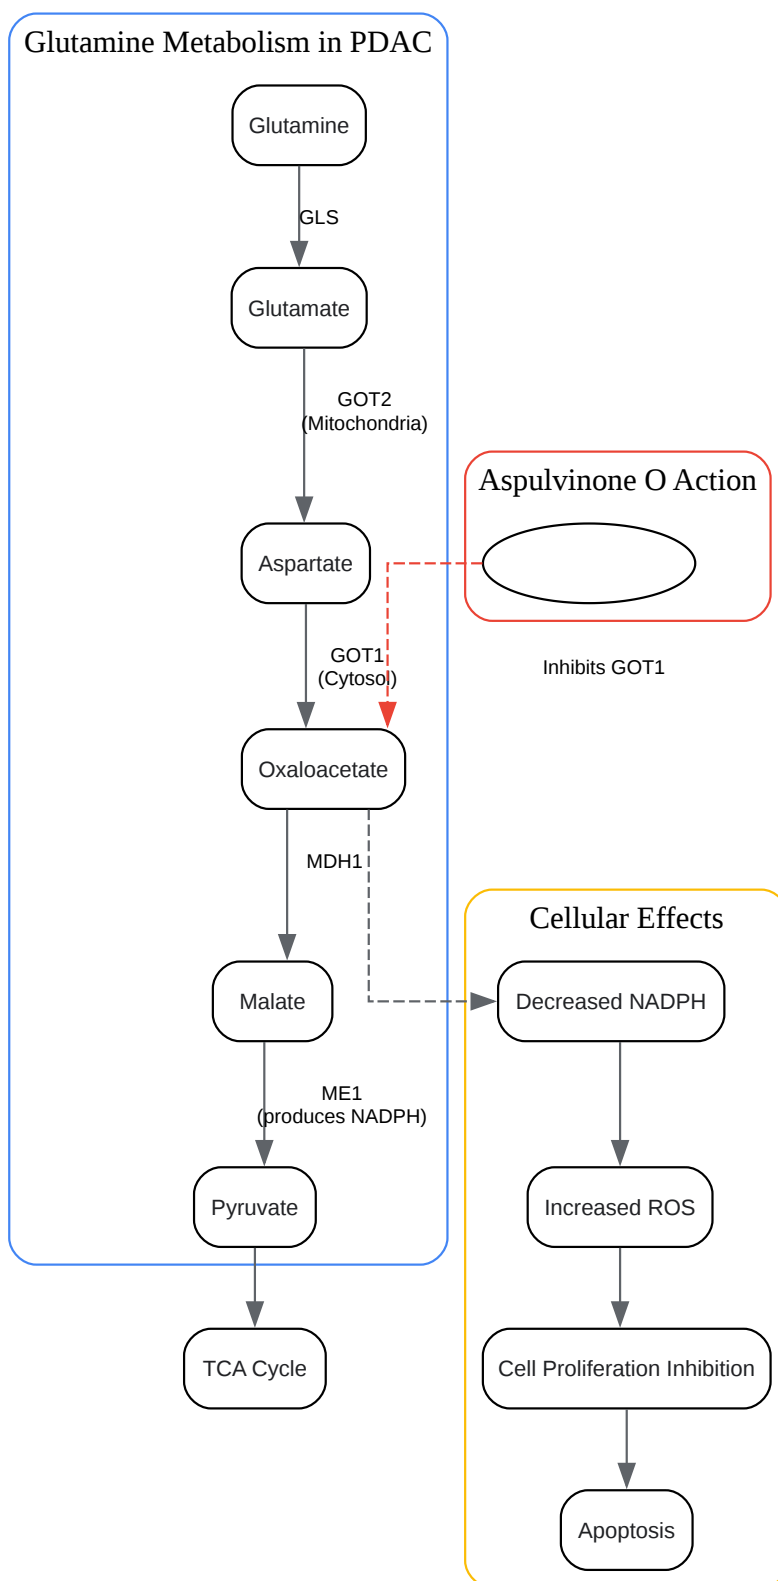 Glutamine Metabolism in PDAC
Glutamine
GLS
Glutamate
GOT2
(Mitochondria)
Aspulvinone O Action
Aspartate
GOT1
(Cytosol)
Inhibits GOT1
Oxaloacetate
MDH1
Cellular Effects
Malate
Decreased NADPH
ME1
(produces NADPH)
Pyruvate
Increased ROS
TCA Cycle
Cell Proliferation Inhibition
Apoptosis